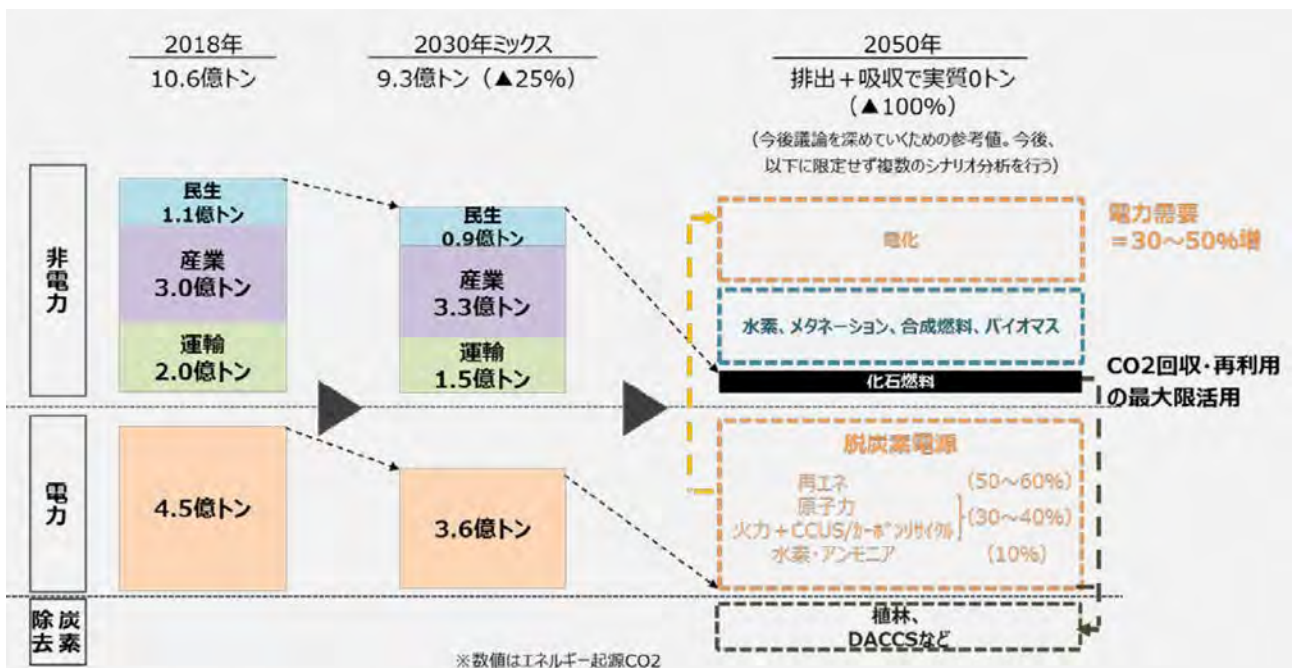 2018年
10.6億トン
2030年ミックス
9.3億トン（▲25%）
2050年
排出＋吸収で実質0トン
（▲100%）
（今後議論を深めていくための参考値。今後、
以下に限定せず複数のシナリオ分析を行う）
非電力
民生
1.1億トン
産業
3.0億トン
運輸
2.0億トン
民生
0.9億トン
産業
3.3億トン
運輸
1.5億トン
電化
電力需要
＝30～50%増
水素、メタネーション、合成燃料、バイオマス
化石燃料
CO2回収・再利用
の最大限活用
電力
4.5億トン
3.6億トン
脱炭素電源
再エネ （50～60%）
原子力
火力＋CCUS/ｶｰﾎﾞﾝﾘｻｲｸﾙ （30～40%）
水素・アンモニア （10%）
炭素除去
植林、
DACCSなど
※数値はエネルギー起源CO2